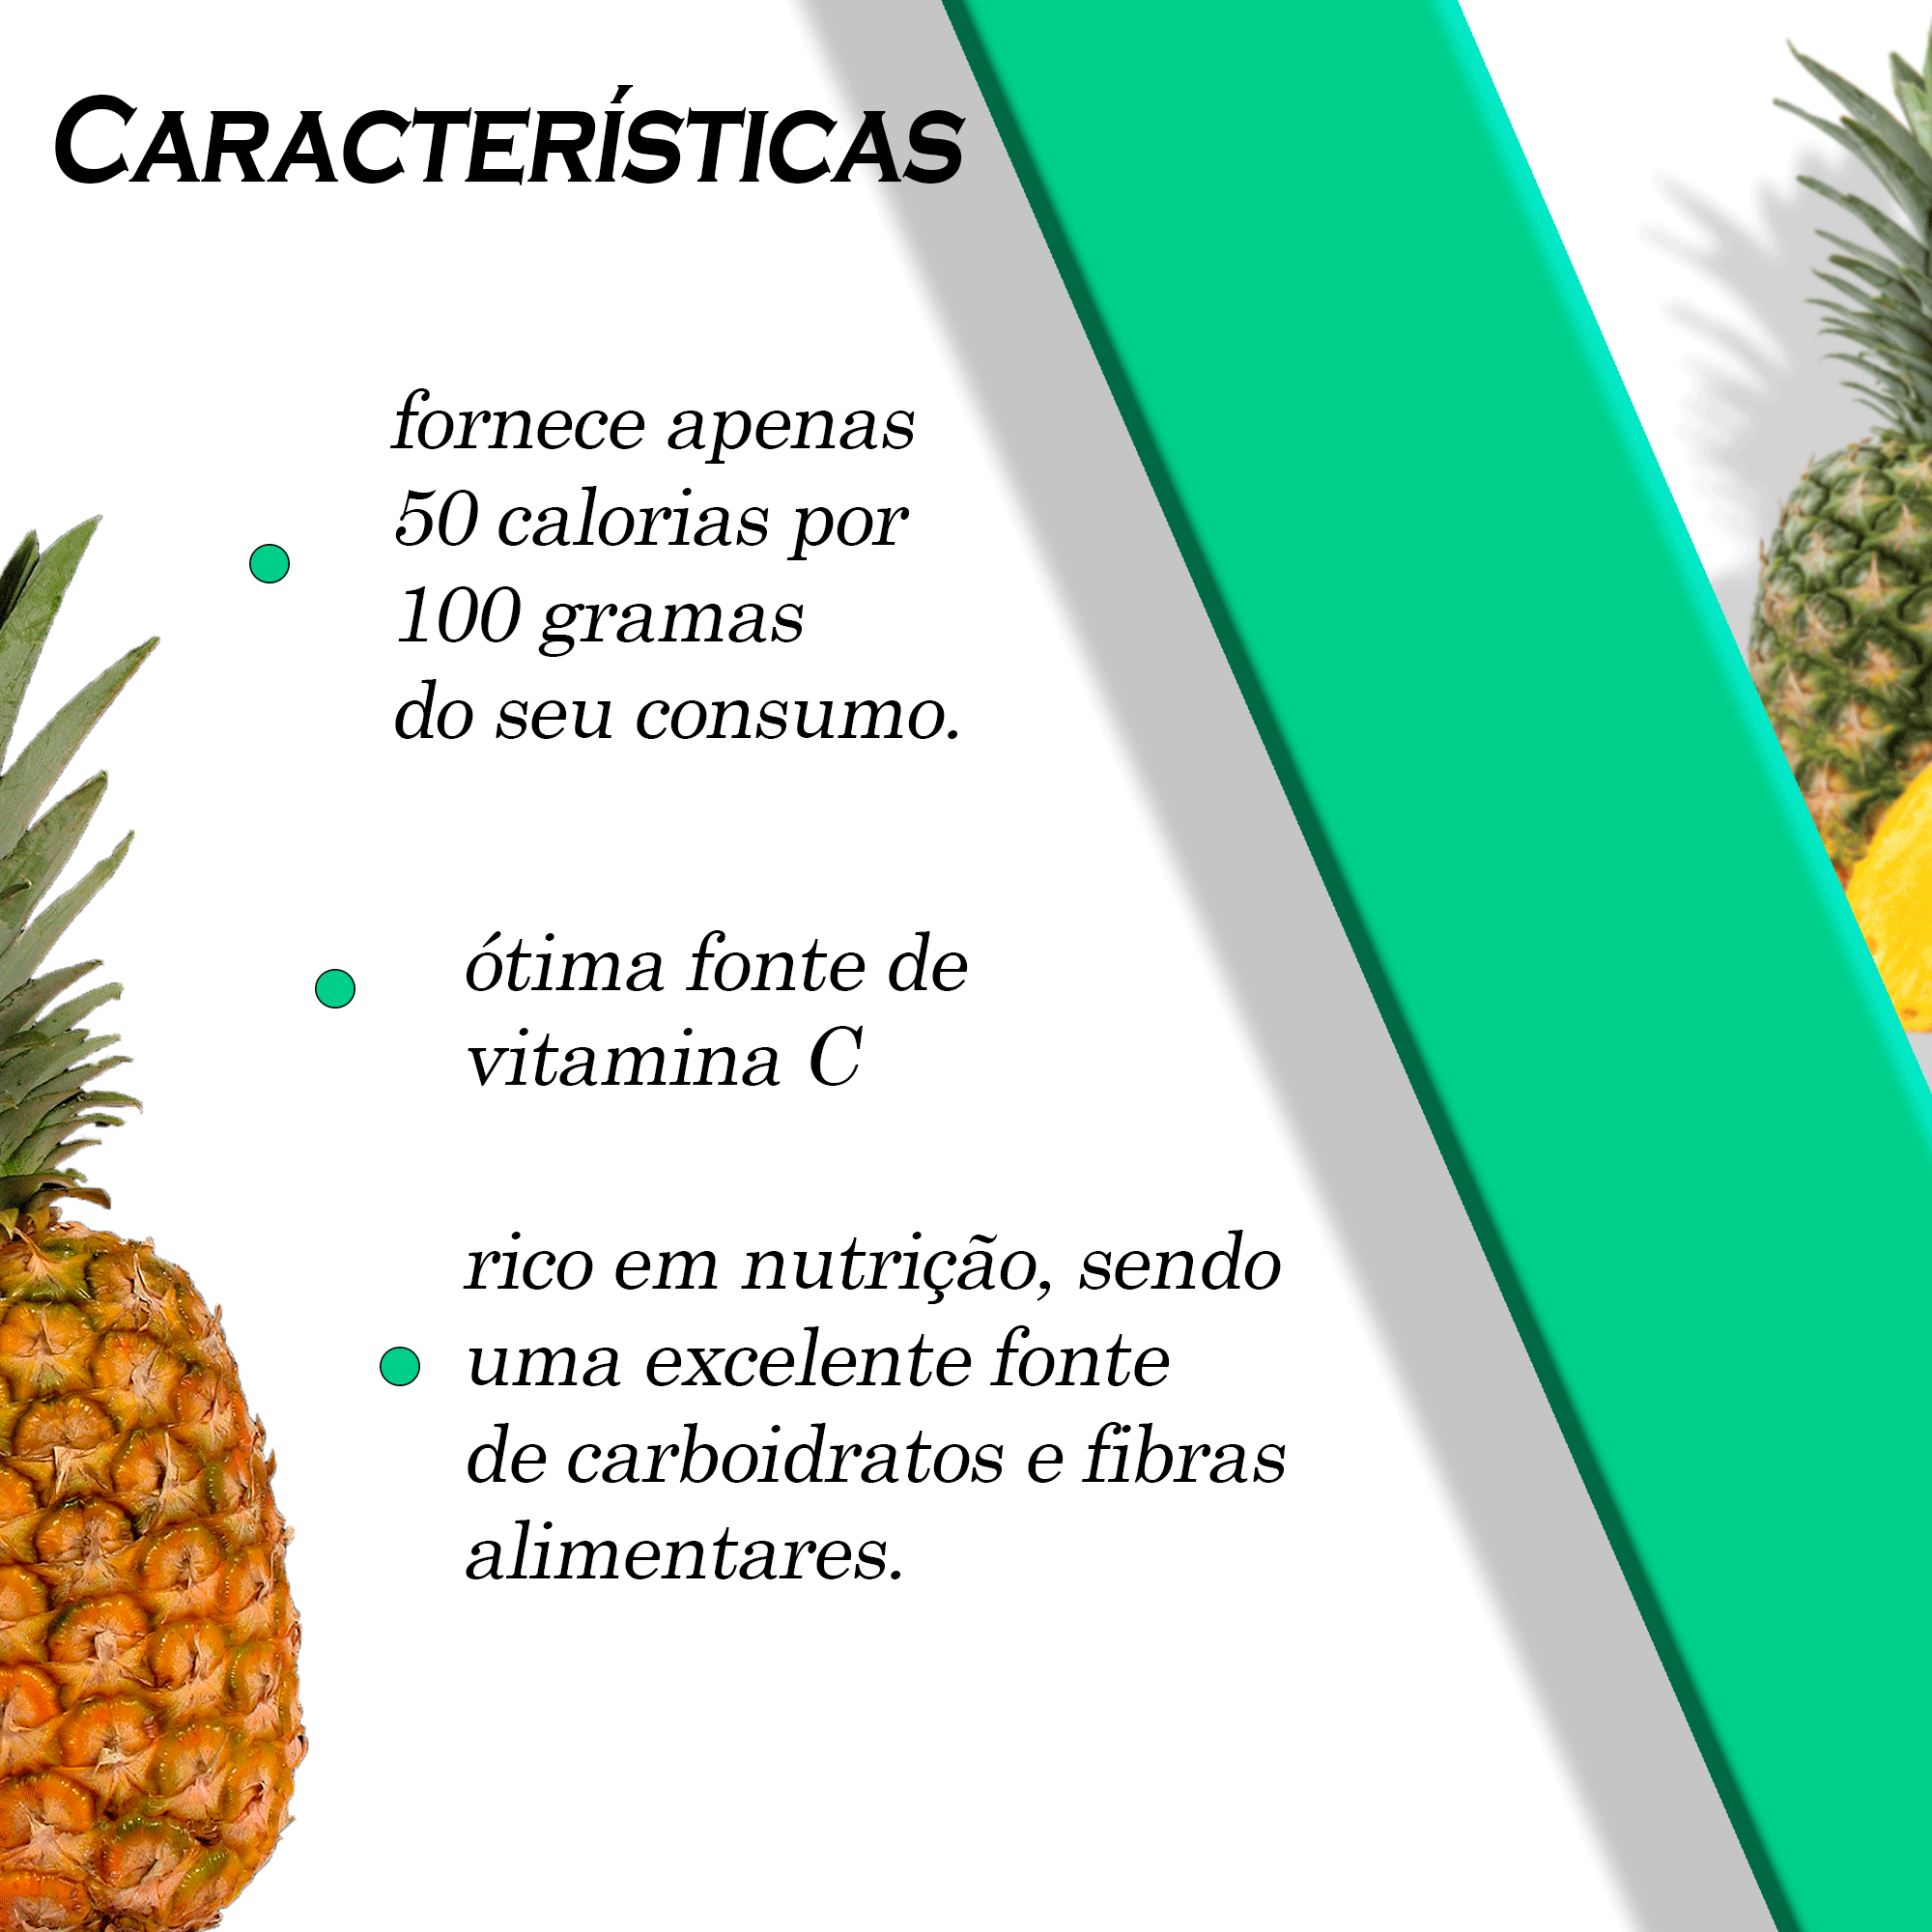 Características
fornece apenas
50 calorias por
100 gramas
do seu consumo.
ótima fonte de
vitamina C
rico em nutrição, sendo
uma excelente fonte
de carboidratos e fibras
alimentares.